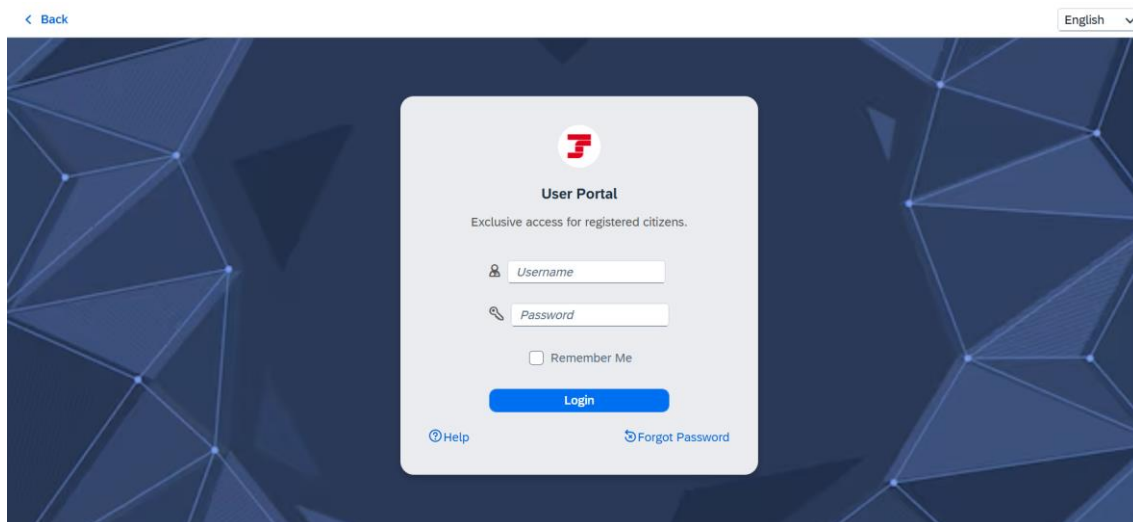 Back
English
User Portal
Exclusive access for registered citizens.
Username
Password
Remember Me
Login
Help
Forgot Password